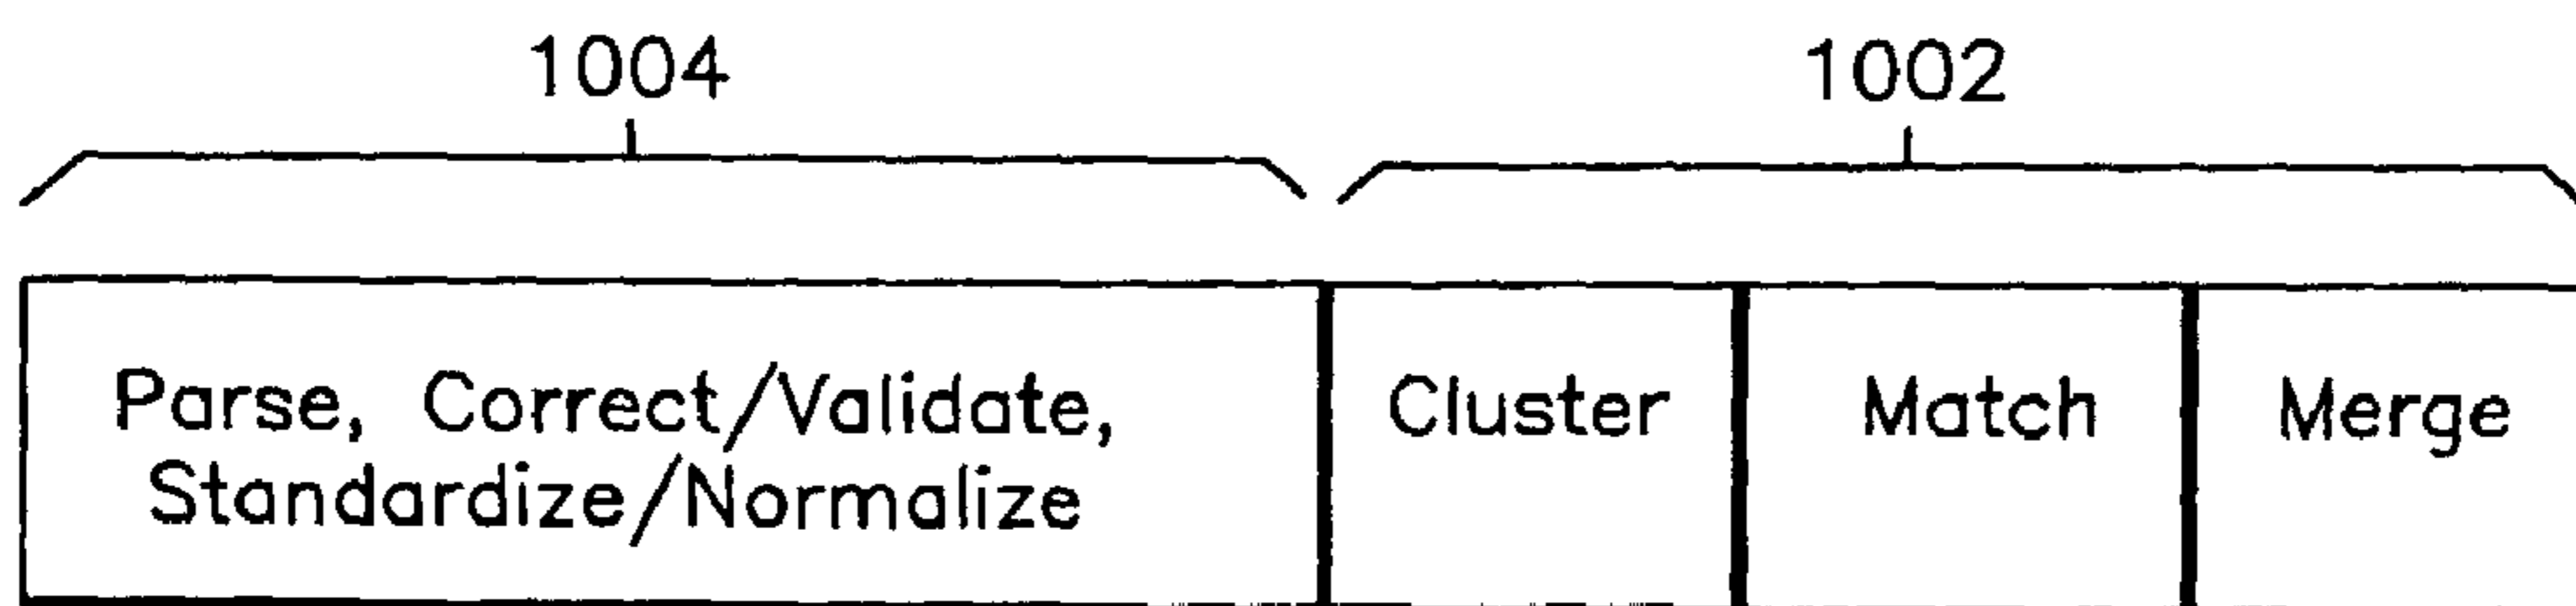 1004
1002
Parse, Correct/Validate,
Standardize/Normalize
Cluster
Match
Merge